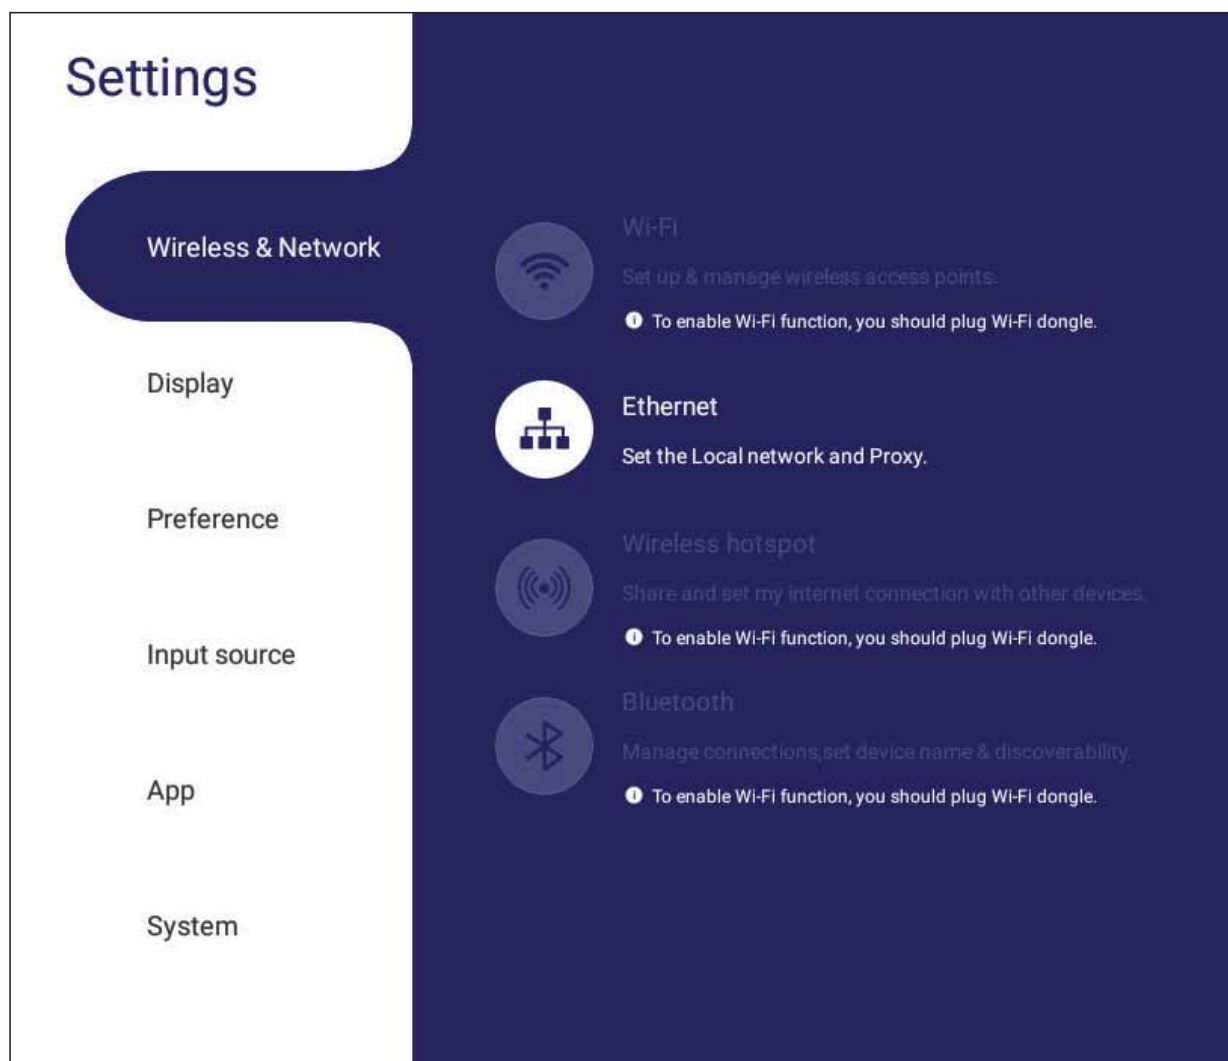 Settings
Wireless & Network
Display
Preference
Input source
App
System
Wi-Fi
Set up & manage wireless access points.
To enable Wi-Fi function, you should plug Wi-Fi dongle.
Ethernet
Set the Local network and Proxy.
Wireless hotspot
Share and set my internet connection with other devices.
To enable Wi-Fi function, you should plug Wi-Fi dongle.
Bluetooth
Manage connections,set device name & discoverability.
To enable Wi-Fi function, you should plug Wi-Fi dongle.